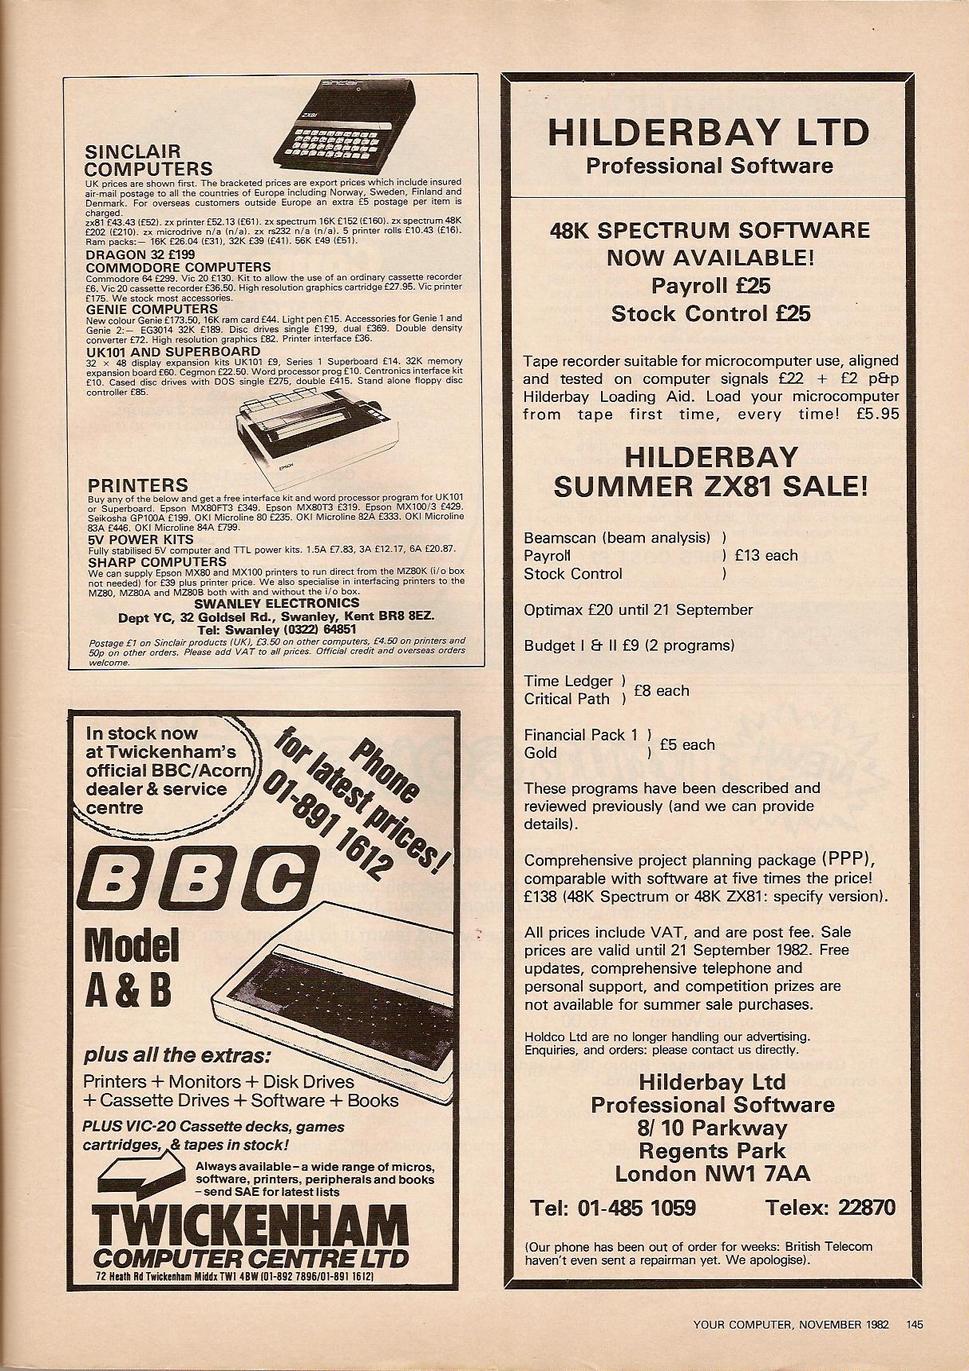 sinclair
ZX81
SINCLAIR
COMPUTERS
UK prices are shown first. The bracketed prices are export prices which include insured
air-mail postage to all the countries of Europe including Norway, Sweden, Finland and
Denmark. For overseas customers outside Europe an extra £5 postage per item is
charged.
zx81 £43.43 (£52). zx printer £52.13 (£61). zx spectrum 16K £152 (£160). zx spectrum 48K
£202 (£210). zx microdrive n/a (n/a). zx rs232 n/a (n/a). 5 printer rolls £10.43 (£16).
Ram packs:— 16K £26.04 (£31), 32K £39 (£41). 56K £49 (£51).
DRAGON 32 £199
COMMODORE COMPUTERS
Commodore 64 £299. Vic 20 £130. Kit to allow the use of an ordinary cassette recorder
£6. Vic 20 cassette recorder £36.50. High resolution graphics cartridge £27.95. Vic printer
£175. We stock most accessories.
GENIE COMPUTERS
New colour Genie £173.50, 16K ram card £44. Light pen £15. Accessories for Genie 1 and
Genie 2:— EG3014 32K £189. Disc drives single £199, dual £369. Double density
converter £72. High resolution graphics £82. Printer interface £36.
UK101 AND SUPERBOARD
32 × 48 display expansion kits UK101 £9, Series 1 Superboard £14. 32K memory
expansion board £60. Cegmon £22.50. Word processor prog £10. Centronics interface kit
£10. Cased disc drives with DOS single £275, double £415. Stand alone floppy disc
controller £85.
EPSON
PRINTERS
Buy any of the below and get a free interface kit and word processor program for UK101
or Superboard. Epson MX80FT3 £349. Epson MX80T3 £319. Epson MX100/3 £429.
Seikosha GP100A £199. OKI Microline 80 £235. OKI Microline 82A £333. OKI Microline
83A £446. OKI Microline 84A £799.
5V POWER KITS
Fully stabilised 5V computer and TTL power kits. 1.5A £7.83, 3A £12.17, 6A £20.87.
SHARP COMPUTERS
We can supply Epson MX80 and MX100 printers to run direct from the MZ80K (i/o box
not needed) for £39 plus printer price. We also specialise in interfacing printers to the
MZ80, MZ80A and MZ80B both with and without the i/o box.
SWANLEY ELECTRONICS
Dept YC, 32 Goldsel Rd., Swanley, Kent BR8 8EZ.
Tel: Swanley (0322) 64851
Postage £1 on Sinclair products (UK), £3.50 on other computers, £4.50 on printers and
50p on other orders. Please add VAT to all prices. Official credit and overseas orders
welcome.
In stock now
at Twickenham's
official BBC/Acorn
dealer & service
centre
Phone
for latest prices!
01-891 1612
BBC
Model
A & B
plus all the extras:
Printers + Monitors + Disk Drives
+ Cassette Drives + Software + Books
PLUS VIC-20 Cassette decks, games
cartridges, & tapes in stock!
Always available – a wide range of micros,
software, printers, peripherals and books
– send SAE for latest lists
TWICKENHAM
COMPUTER CENTRE LTD
72 Heath Rd Twickenham Middx TW1 4BW (01-892 7896/01-891 1612)
HILDERBAY LTD
Professional Software
48K SPECTRUM SOFTWARE
NOW AVAILABLE!
Payroll £25
Stock Control £25
Tape recorder suitable for microcomputer use, aligned
and tested on computer signals £22 + £2 p&p
Hilderbay Loading Aid. Load your microcomputer
from tape first time, every time! £5.95
HILDERBAY
SUMMER ZX81 SALE!
Beamscan (beam analysis) )
Payroll ) £13 each
Stock Control )
Optimax £20 until 21 September
Budget I & II £9 (2 programs)
Time Ledger )
Critical Path ) £8 each
Financial Pack 1 )
Gold ) £5 each
These programs have been described and
reviewed previously (and we can provide
details).
Comprehensive project planning package (PPP),
comparable with software at five times the price!
£138 (48K Spectrum or 48K ZX81: specify version).
All prices include VAT, and are post fee. Sale
prices are valid until 21 September 1982. Free
updates, comprehensive telephone and
personal support, and competition prizes are
not available for summer sale purchases.
Holdco Ltd are no longer handling our advertising.
Enquiries, and orders: please contact us directly.
Hilderbay Ltd
Professional Software
8/10 Parkway
Regents Park
London NW1 7AA
Tel: 01-485 1059 Telex: 22870
(Our phone has been out of order for weeks: British Telecom
haven't even sent a repairman yet. We apologise).
YOUR COMPUTER, NOVEMBER 1982 145